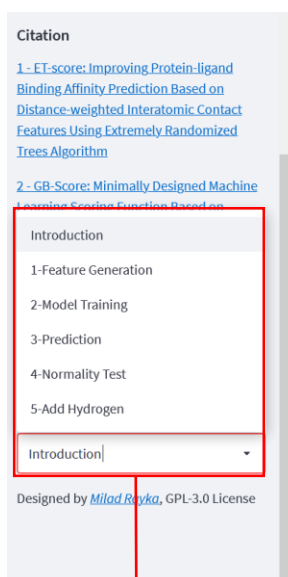 Citation
1 - ET-score: Improving Protein-ligand
Binding Affinity Prediction Based on
Distance-weighted Interatomic Contact
Features Using Extremely Randomized
Trees Algorithm
2 - GB-Score: Minimally Designed Machine
Learning Scoring Function Based on
Introduction
1-Feature Generation
2-Model Training
3-Prediction
4-Normality Test
5-Add Hydrogen
Introduction
Designed by Milad Rayka, GPL-3.0 License